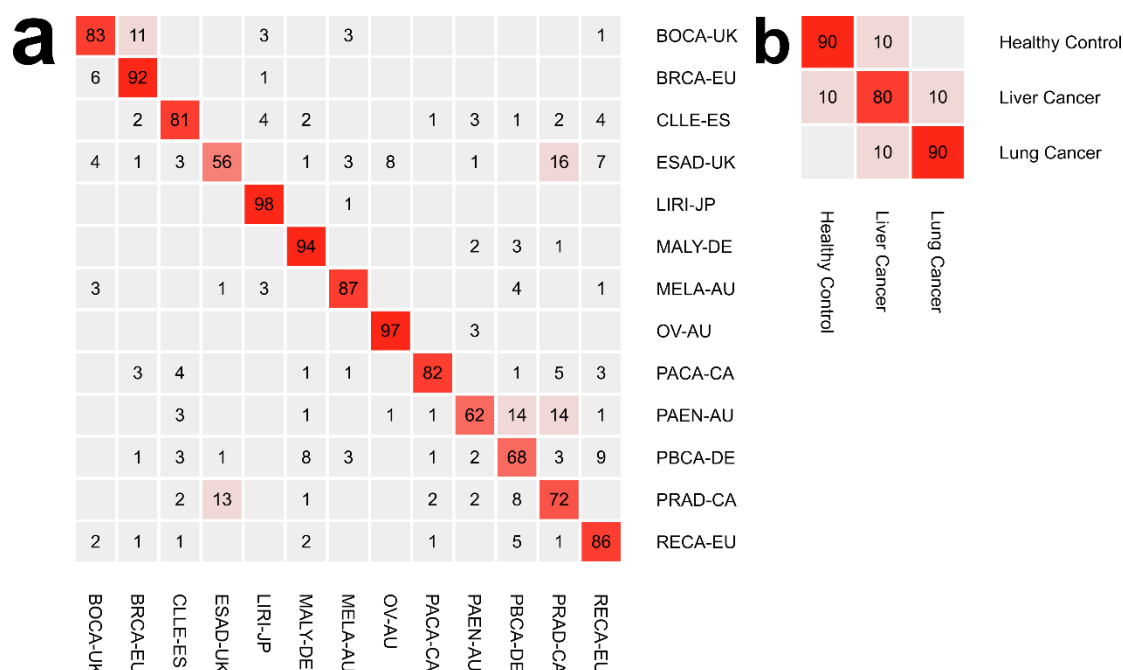 a
83 11 3 3 1 BOCA-UK
6 92 1 BRCA-EU
2 81 4 2 1 3 1 2 4 CLLE-ES
4 1 3 56 1 3 8 1 16 7 ESAD-UK
98 1 LIRI-JP
94 2 3 1 MALY-DE
3 1 3 87 4 1 MELA-AU
97 3 OV-AU
3 4 1 1 82 1 5 3 PACA-CA
3 1 1 1 62 14 14 1 PAEN-AU
1 3 1 8 3 1 2 68 3 9 PBCA-DE
2 13 1 2 2 8 72 PRAD-CA
2 1 1 2 1 5 1 86 RECA-EU
BOCA-UK
BRCA-EU
CLLE-ES
ESAD-UK
LIRI-JP
MALY-DE
MELA-AU
OV-AU
PACA-CA
PAEN-AU
PBCA-DE
PRAD-CA
RECA-EU
b
90 10 Healthy Control
10 80 10 Liver Cancer
10 90 Lung Cancer
Healthy Control
Liver Cancer
Lung Cancer